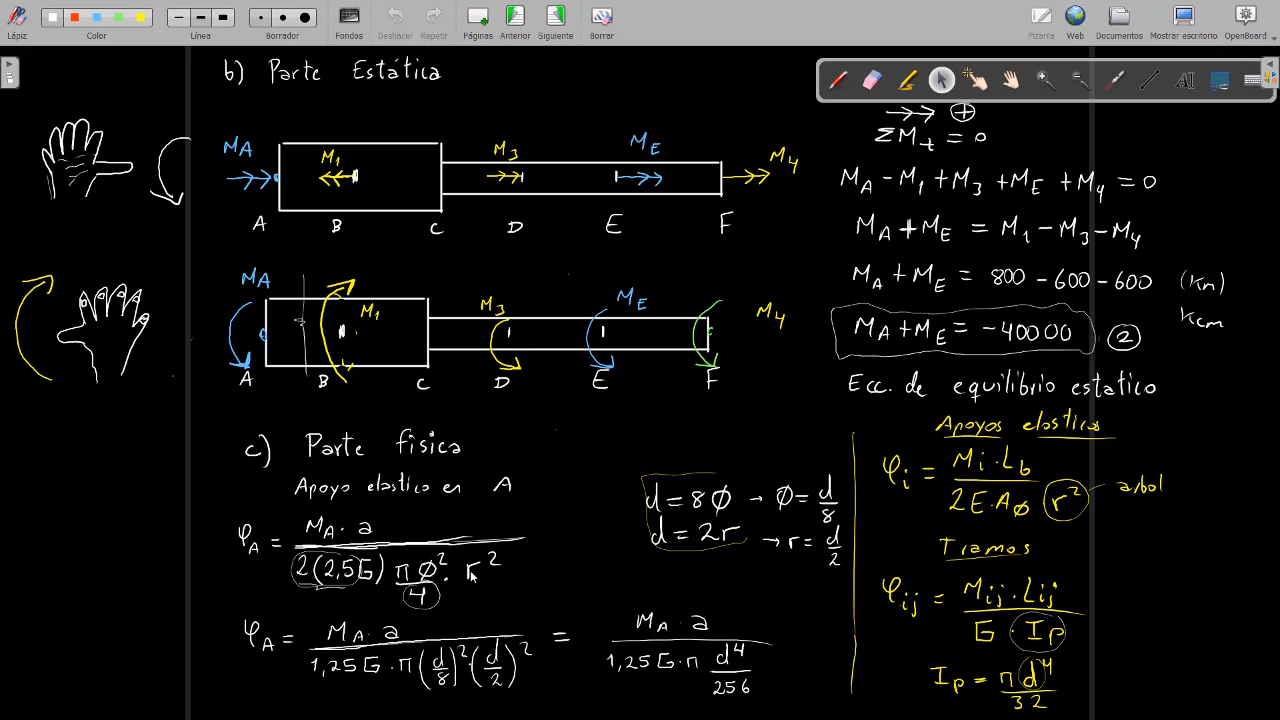 Lápiz Color Línea Borrador Fondos Deshacer Repetir Páginas Anterior Siguiente Borrar Pizarra Web Documentos Mostrar escritorio OpenBoard
b) Parte Estática
MA M1 M3 ME M4
A B C D E F
MA M1 M3 ME M4
A B C D E F
⊕
ΣMt = 0
MA - M1 + M3 + ME + M4 = 0
MA + ME = M1 - M3 - M4
MA + ME = 800 - 600 - 600 (Kn)
Kcm
MA + ME = -40000 (2)
Ecc. de equilibrio estatico
c) Parte física
Apoyo elastico en A
φA = MA · a / 2(2,5G) π ϕ²/4 · r²
d = 8ϕ → ϕ = d/8
d = 2r → r = d/2
φA = MA · a / 1,25 G · π (d/8)² (d/2)² = MA · a / 1,25 G · π d⁴/256
Apoyos elasticos
φi = Mi · Lb / 2E · Aϕ r² arbol
Tramos
φij = Mij · Lij / G · Ip
Ip = π d⁴ / 32